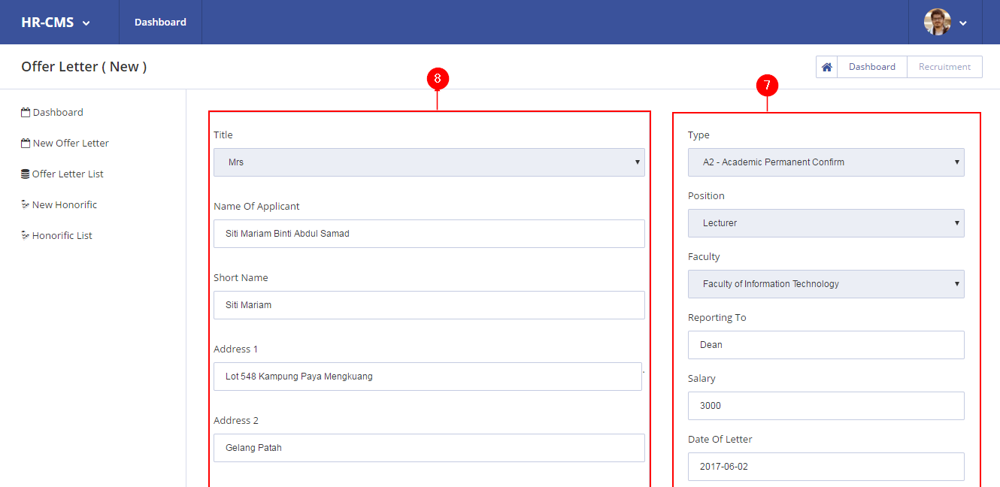 HR-CMS
Dashboard
Offer Letter ( New )
Dashboard
Recruitment
8
7
Dashboard
New Offer Letter
Offer Letter List
New Honorific
Honorific List
Title
Mrs
Name Of Applicant
Siti Mariam Binti Abdul Samad
Short Name
Siti Mariam
Address 1
Lot 548 Kampung Paya Mengkuang
Address 2
Gelang Patah
Type
A2 - Academic Permanent Confirm
Position
Lecturer
Faculty
Faculty of Information Technology
Reporting To
Dean
Salary
3000
Date Of Letter
2017-06-02